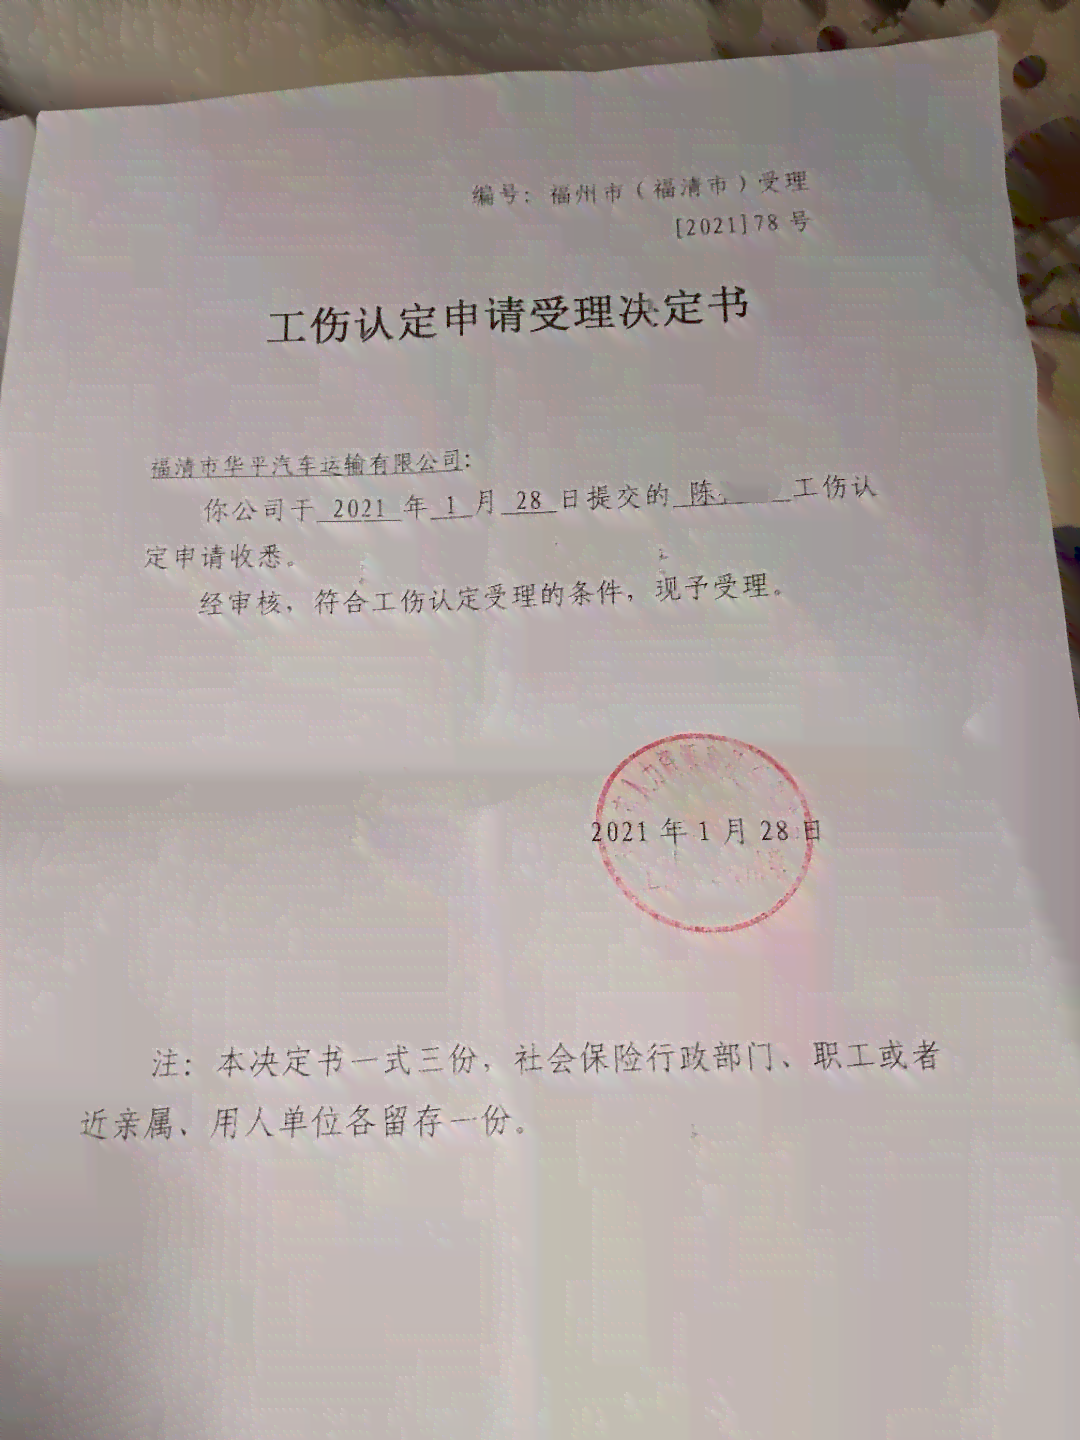 编号：福州市（福清市）受理
[2021]78 号
工伤认定申请受理决定书
福清市华平汽车运输有限公司：
你公司于 2021 年 1 月 28 日提交的 陈 工伤认
定申请收悉。
经审核，符合工伤认定受理的条件，现予受理。
2021 年 1 月 28 日
注：本决定书一式三份，社会保险行政部门、职工或者
近亲属、用人单位各留存一份。